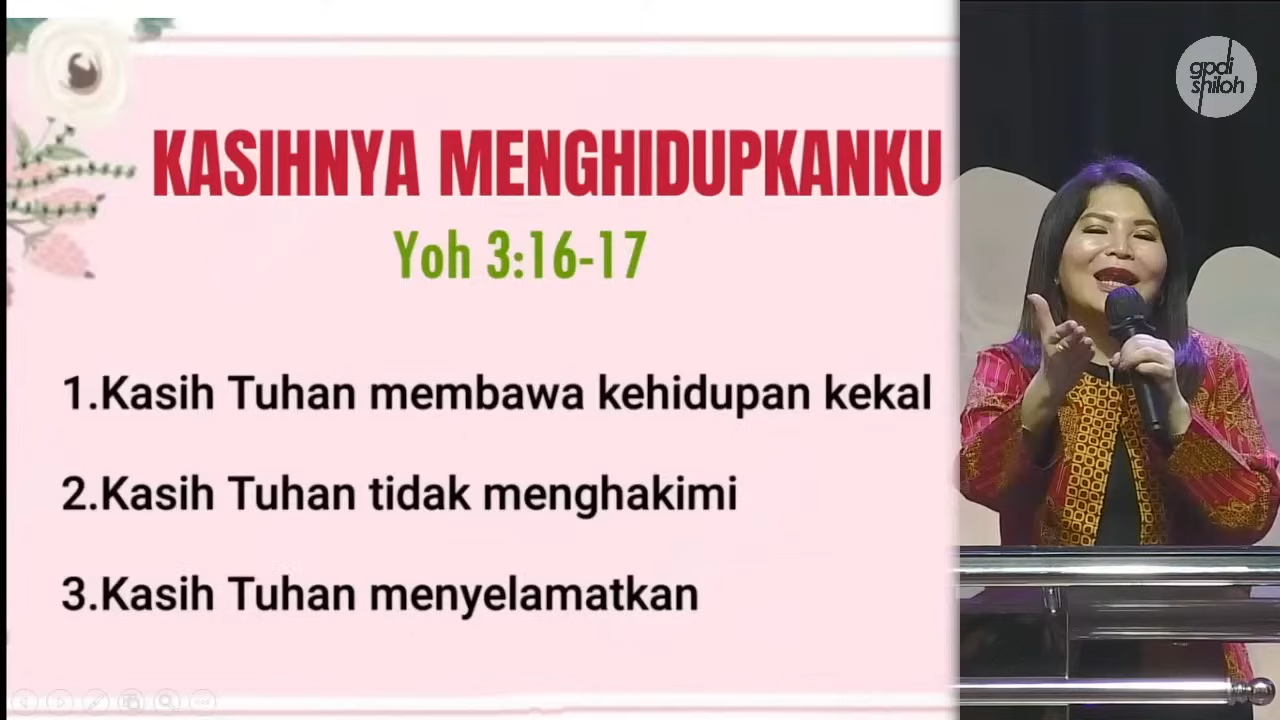 KASIHNYA MENGHIDUPKANKU
Yoh 3:16-17
1.Kasih Tuhan membawa kehidupan kekal
2.Kasih Tuhan tidak menghakimi
3.Kasih Tuhan menyelamatkan
gpdi
shiloh